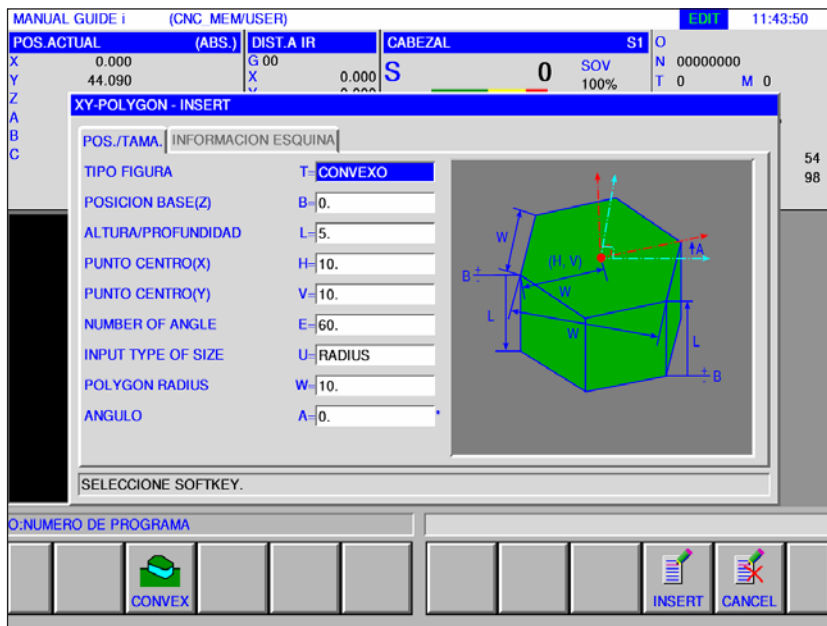 MANUAL GUIDE i (CNC_MEM/USER) EDIT 11:43:50
POS.ACTUAL (ABS.) DIST.A IR CABEZAL S1 O
X 0.000 G 00 S 0 SOV N 00000000
Y 44.090 X 0.000 100% T 0 M 0
Z
A
B
C
54
98
XY-POLYGON - INSERT
POS./TAMA. INFORMACION ESQUINA
TIPO FIGURA T= CONVEXO
POSICION BASE(Z) B= 0.
ALTURA/PROFUNDIDAD L= 5.
PUNTO CENTRO(X) H= 10.
PUNTO CENTRO(Y) V= 10.
NUMBER OF ANGLE E= 60.
INPUT TYPE OF SIZE U= RADIUS
POLYGON RADIUS W= 10.
ANGULO A= 0. °
W
(H, V)
A
B + -
W
L
W
L
+ - B
SELECCIONE SOFTKEY.
O:NUMERO DE PROGRAMA
CONVEX INSERT CANCEL